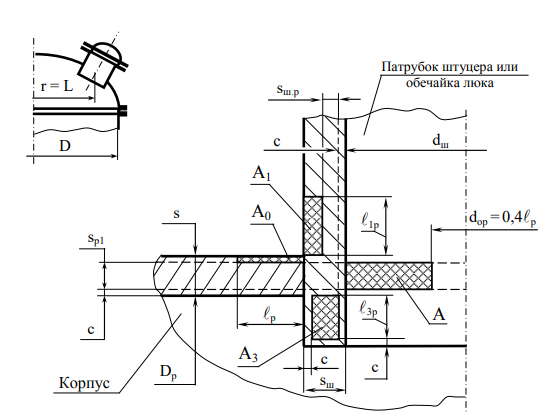 Патрубок штуцера или
обечайка люка
r = L
sш.р
c
dш
D
A₁
A₀
s
ℓ₁р
dор = 0,4ℓр
sр1
c
ℓр
ℓ₃р
A
A₃
c
c
Корпус
Dр
sш